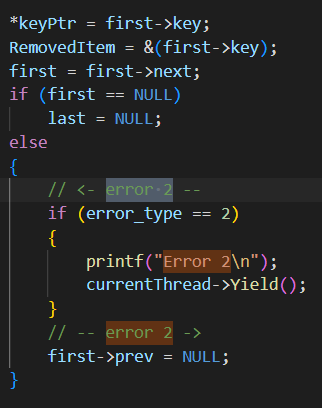 *keyPtr = first->key;
RemovedItem = &(first->key);
first = first->next;
if (first == NULL)
    last = NULL;
else
{
    // <- error 2 --
    if (error_type == 2)
    {
        printf("Error 2\n");
        currentThread->Yield();
    }
    // -- error 2 ->
    first->prev = NULL;
}